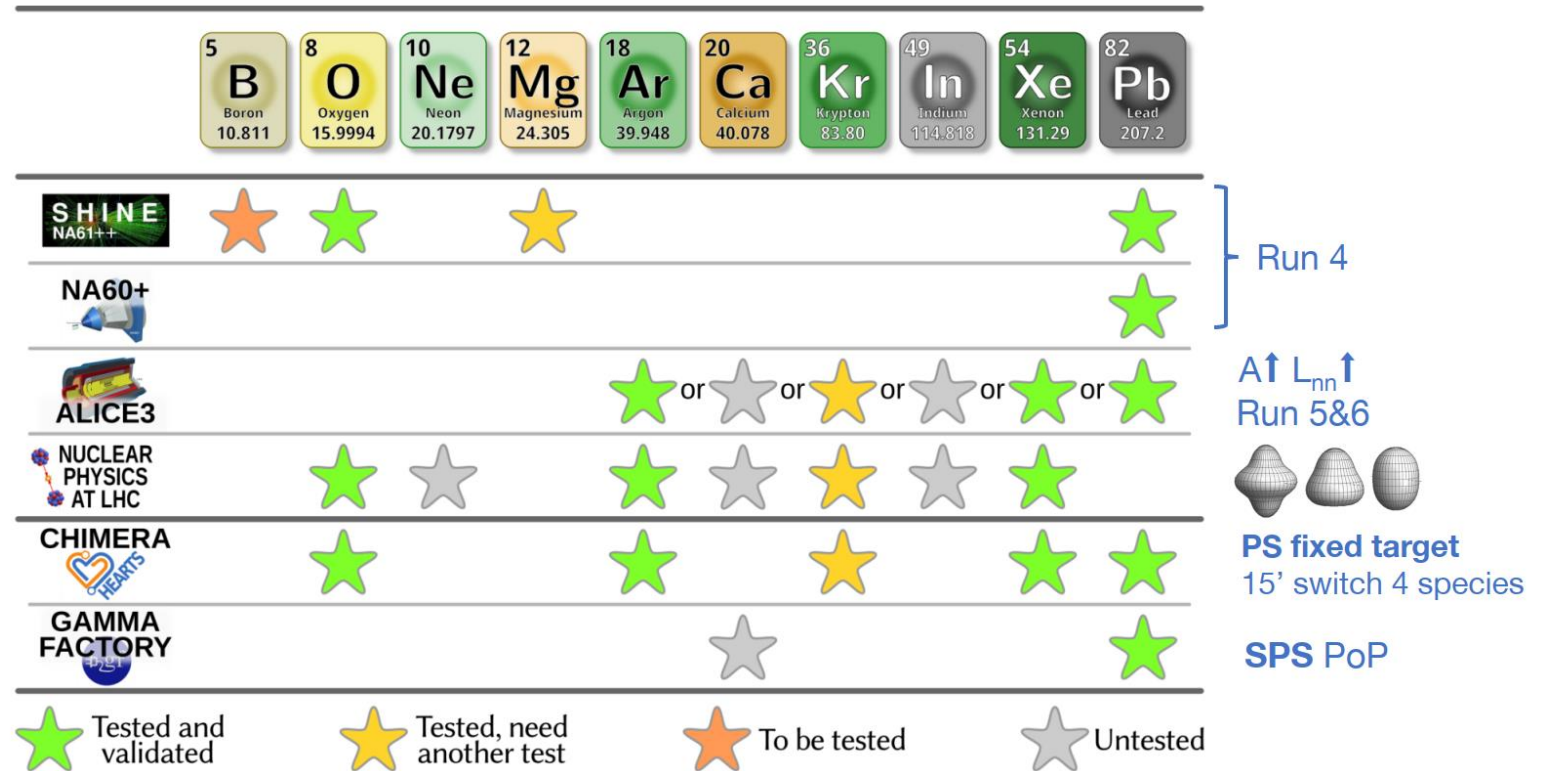 5 8 10 12 18 20 36 49 54 82
B O Ne Mg Ar Ca Kr In Xe Pb
Boron Oxygen Neon Magnesium Argon Calcium Krypton Indium Xenon Lead
10.811 15.9994 20.1797 24.305 39.948 40.078 83.80 114.818 131.29 207.2
SHINE
NA61++
Run 4
NA60+
ALICE3
or or or or or
A⬆ Lnn⬆
Run 5&6
NUCLEAR
PHYSICS
AT LHC
CHIMERA
HEARTS
PS fixed target
15’ switch 4 species
GAMMA
FACTORY
SPS PoP
Tested and
validated
Tested, need
another test
To be tested
Untested